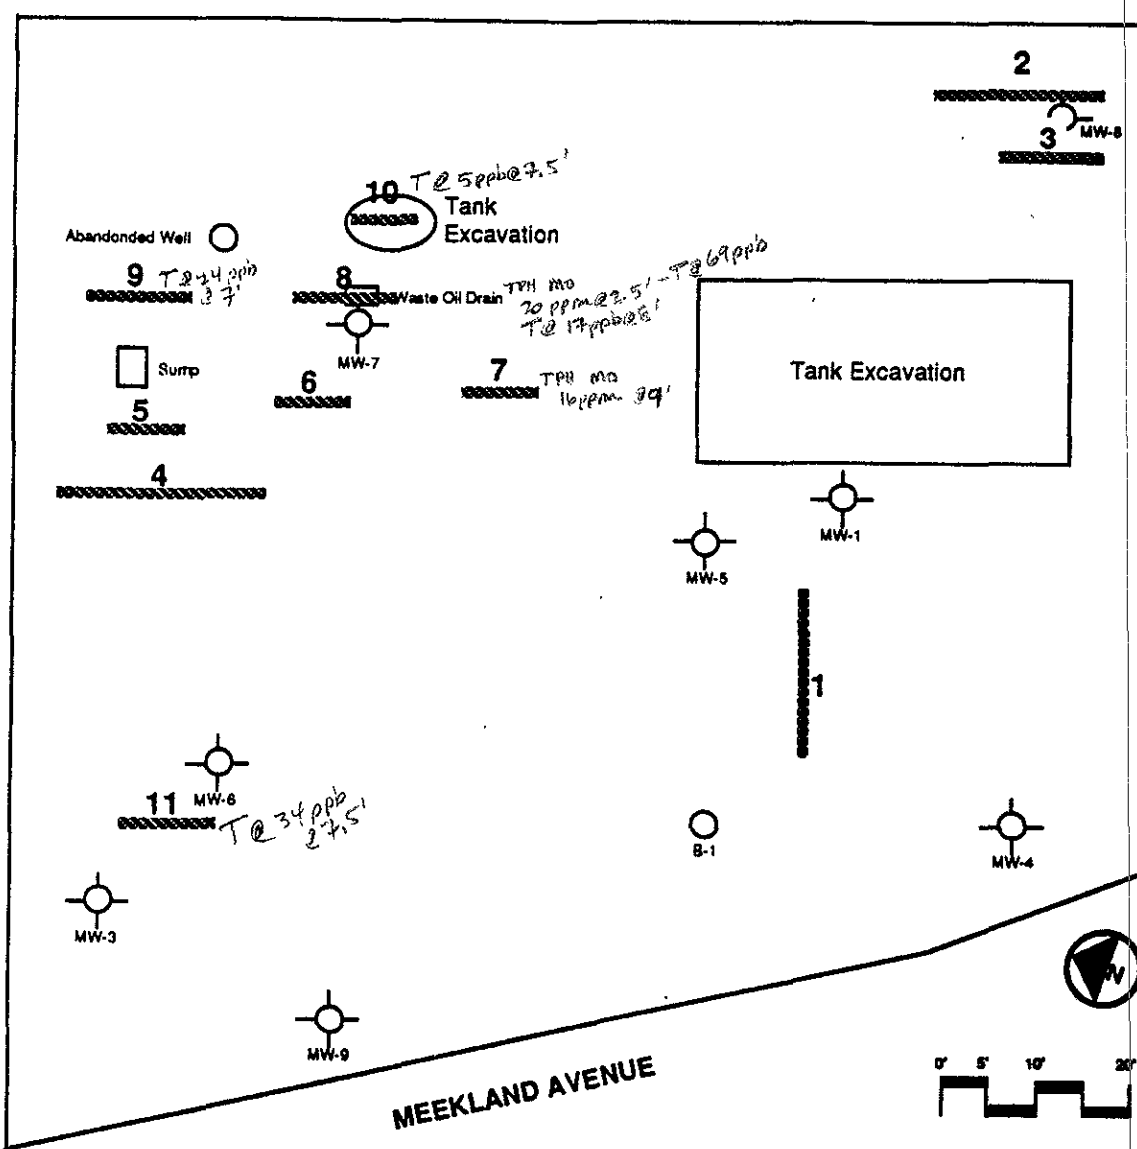 2
MW-8
3
10 T@5ppb@7.5'
Tank
Excavation
Abandonded Well
9 T@24ppb
@7'
8
Waste Oil Drain
TPH MO
20 ppm@2.5' - T@69ppb
T@17ppb@5'
MW-7
Sump
6
7 TPH MO
16ppm @9'
Tank Excavation
5
4
MW-1
MW-5
1
MW-6
11 T@34ppb
@7.5'
B-1
MW-4
MW-3
N
MW-9
MEEKLAND AVENUE
0' 5' 10' 20'